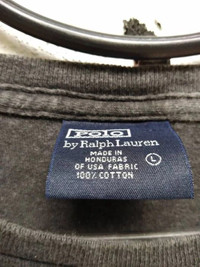 POLO
by Ralph Lauren
MADE IN
HONDURAS
OF USA FABRIC
100% COTTON
L